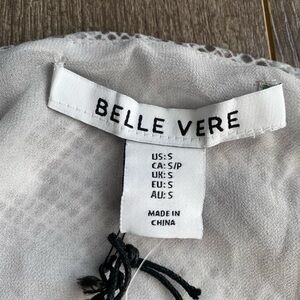 BELLE VERE
US: S
CA: S/P
UK: S
EU: S
AU: S
MADE IN
CHINA